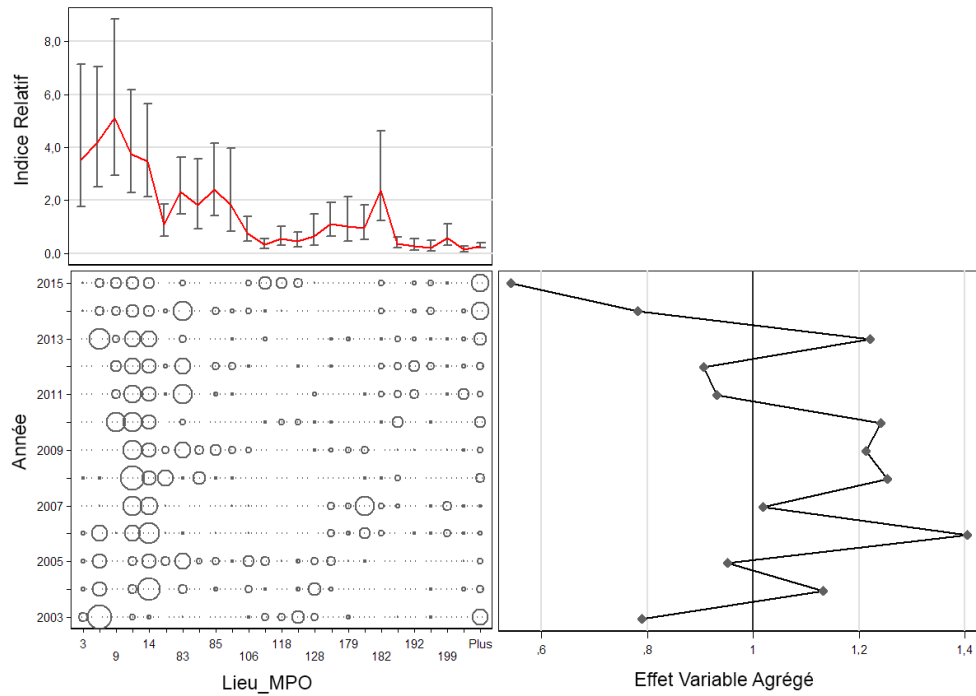 8,0
6,0
4,0
2,0
0,0
Indice Relatif
2015
2013
2011
2009
2007
2005
2003
Année
3 14 85 118 179 192 Plus
9 83 106 128 182 199
Lieu_MPO
,6 ,8 1 1,2 1,4
Effet Variable Agrégé